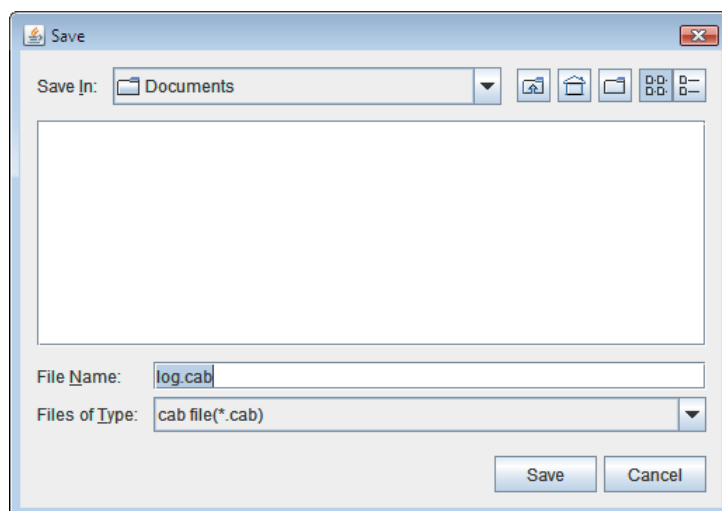 Save
Save In: Documents
File Name: log.cab
Files of Type: cab file(*.cab)
Save Cancel